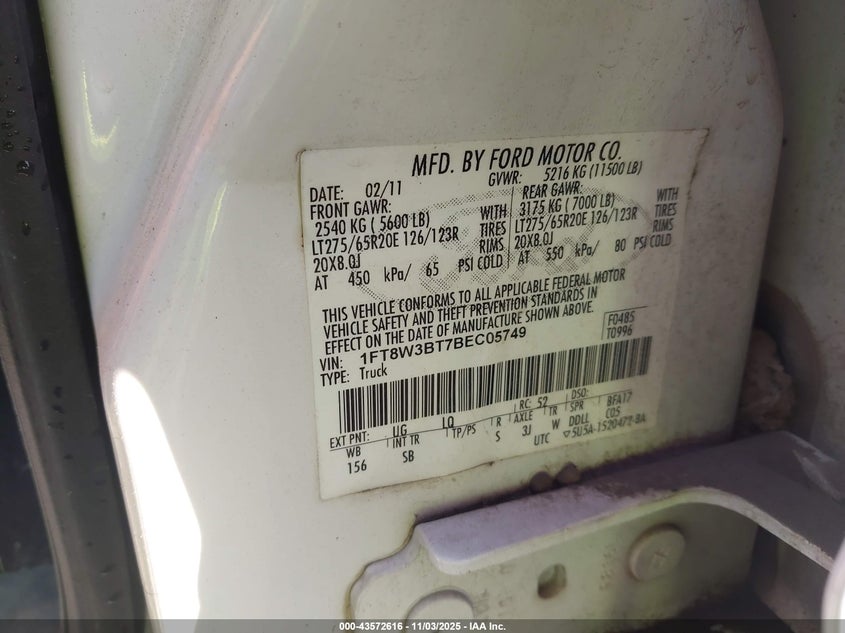 MFD. BY FORD MOTOR CO.
DATE: 02/11 GVWR: 5216 KG (11500 LB)
FRONT GAWR: REAR GAWR:
2540 KG ( 5600 LB) WITH 3175 KG ( 7000 LB) WITH
LT275/65R20E 126/123R TIRES LT275/65R20E 126/123R TIRES
20X8.0J RIMS 20X8.0J RIMS
AT 450 kPa/ 65 PSI COLD AT 550 kPa/ 80 PSI COLD
THIS VEHICLE CONFORMS TO ALL APPLICABLE FEDERAL MOTOR
VEHICLE SAFETY AND THEFT PREVENTION STANDARDS IN
EFFECT ON THE DATE OF MANUFACTURE SHOWN ABOVE.
VIN: 1FT8W3BT7BEC05749 F0485
TYPE: Truck T0996
RC: 52 DSO:
EXT PNT: UG LQ
WB INT TR TP/PS R AXLE TR SPR BFA17
156 SB S 3J W DDLL C05
UTC ▽5U5A-1520472-BA
000-43572616 - 11/03/2025 - IAA Inc.